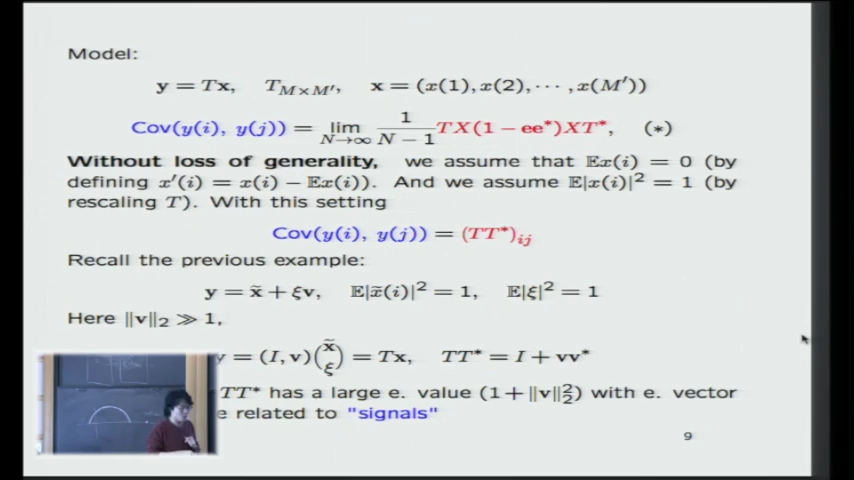 Model:
y = Tx, T_{M×M′}, x = (x(1), x(2), ⋯ , x(M′))
Cov(y(i), y(j)) = lim_{N→∞} \frac{1}{N − 1} TX(1 − ee*)XT*, (∗)
Without loss of generality, we assume that 𝔼x(i) = 0 (by
defining x′(i) = x(i) − 𝔼x(i)). And we assume 𝔼|x(i)|² = 1 (by
rescaling T). With this setting
Cov(y(i), y(j)) = (TT*)_{ij}
Recall the previous example:
y = x̃ + ξv, 𝔼|x̃(i)|² = 1, 𝔼|ξ|² = 1
Here ‖v‖₂ ≫ 1,
y = (I, v)(x̃ ξ) = Tx, TT* = I + vv*
TT* has a large e. value (1 + ‖v‖₂²) with e. vector
related to "signals"
9